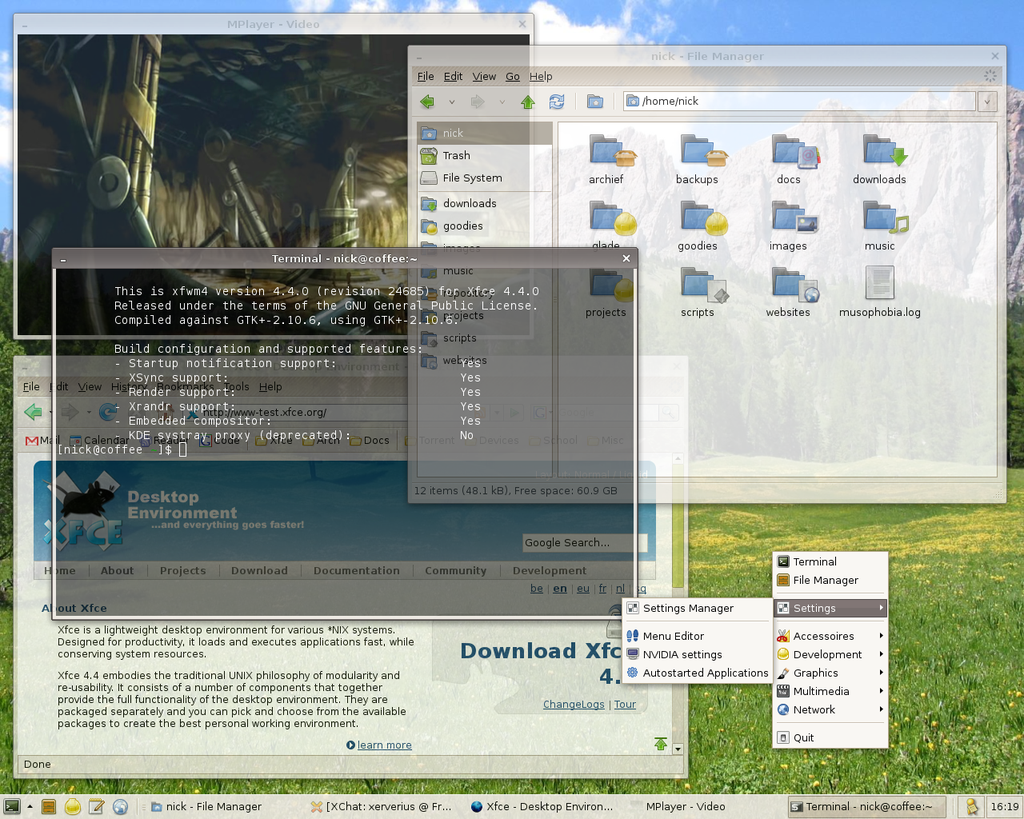 MPlayer - Video
nick - File Manager
File Edit View Go Help
/home/nick
nick
Trash
File System
downloads
goodies
images
music
projects
scripts
websites
archief backups docs downloads
glade goodies images music
projects scripts websites musophobia.log
12 items (48.1 kB), Free space: 60.9 GB
Terminal - nick@coffee:~
This is xfwm4 version 4.4.0 (revision 24685) for Xfce 4.4.0
Released under the terms of the GNU General Public License.
Compiled against GTK+-2.10.6, using GTK+-2.10.6.
Build configuration and supported features:
- Startup notification support: Yes
- XSync support: Yes
- Render support: Yes
- Xrandr support: Yes
- Embedded compositor: Yes
- KDE systray proxy (deprecated): No
[nick@coffee ~]$
File Edit View History Bookmarks Tools Help
http://www-test.xfce.org/
Mail Calendar Reader Code Xfce Arch Docs Torrent Devices School Misc
XFCE
Desktop
Environment
...and everything goes faster!
Google Search...
Home About Projects Download Documentation Community Development
be | en | eu | fr | nl
About Xfce
Xfce is a lightweight desktop environment for various *NIX systems.
Designed for productivity, it loads and executes applications fast, while
conserving system resources.
Xfce 4.4 embodies the traditional UNIX philosophy of modularity and
re-usability. It consists of a number of components that together
provide the full functionality of the desktop environment. They are
packaged separately and you can pick and choose from the available
packages to create the best personal working environment.
learn more
Download Xfc
4.
ChangeLogs | Tour
Done
Terminal
File Manager
Settings
Accessoires
Development
Graphics
Multimedia
Network
Quit
Settings Manager
Menu Editor
NVIDIA settings
Autostarted Applications
nick - File Manager
[XChat: xerverius @ Fr...
Xfce - Desktop Environ...
MPlayer - Video
Terminal - nick@coffee:~
16:19